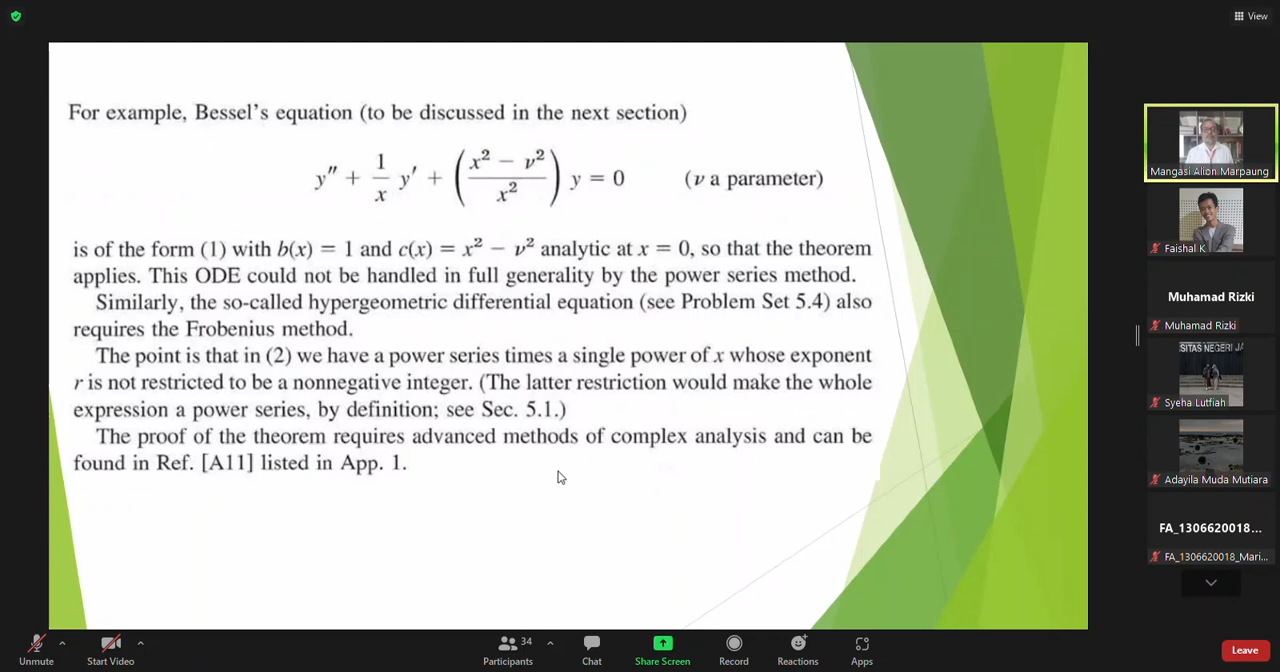 View
For example, Bessel's equation (to be discussed in the next section)
y″ + 1/x y′ + ((x² − ν²)/x²) y = 0 (ν a parameter)
is of the form (1) with b(x) = 1 and c(x) = x² − ν² analytic at x = 0, so that the theorem
applies. This ODE could not be handled in full generality by the power series method.
Similarly, the so-called hypergeometric differential equation (see Problem Set 5.4) also
requires the Frobenius method.
The point is that in (2) we have a power series times a single power of x whose exponent
r is not restricted to be a nonnegative integer. (The latter restriction would make the whole
expression a power series, by definition; see Sec. 5.1.)
The proof of the theorem requires advanced methods of complex analysis and can be
found in Ref. [A11] listed in App. 1.
Mangasi Alion Marpaung
Faishal K
Muhamad Rizki
Muhamad Rizki
SITAS NEGERI JA
Syeha Lutfiah
Adayila Muda Mutiara
FA_1306620018...
FA_1306620018_Mari...
Unmute
Start Video
Participants
34
Chat
Share Screen
Record
Reactions
Apps
Leave